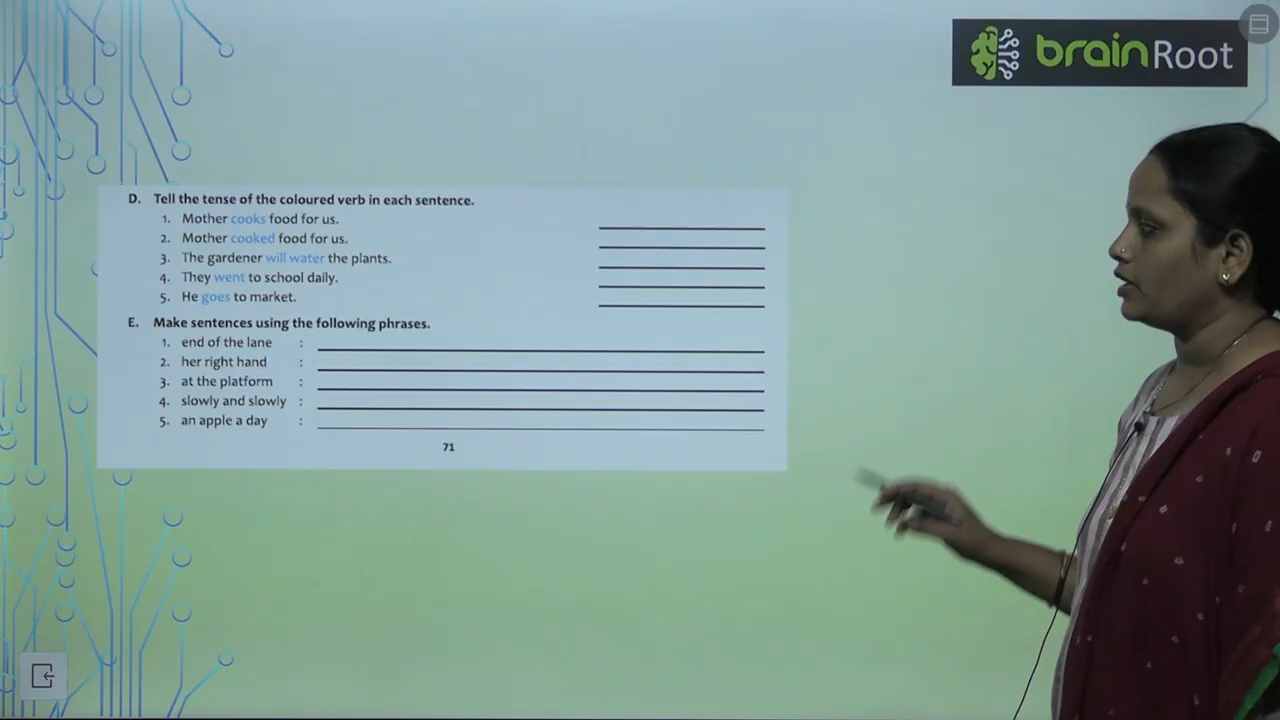 brainRoot
D. Tell the tense of the coloured verb in each sentence.
1. Mother cooks food for us.
2. Mother cooked food for us.
3. The gardener will water the plants.
4. They went to school daily.
5. He goes to market.
E. Make sentences using the following phrases.
1. end of the lane :
2. her right hand :
3. at the platform :
4. slowly and slowly :
5. an apple a day :
71